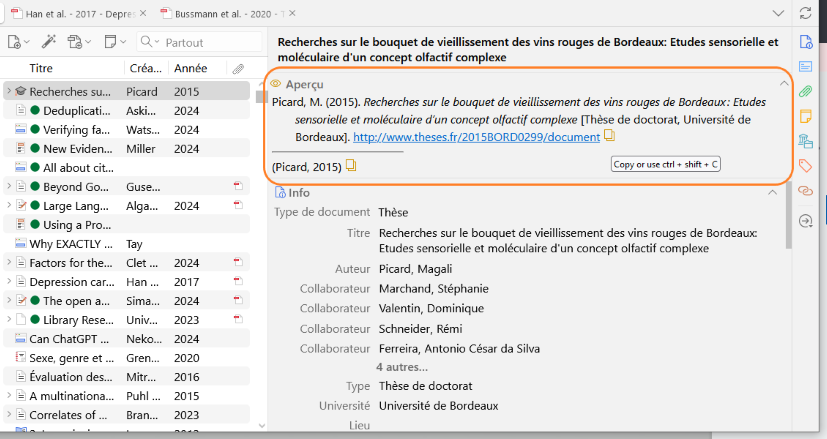 Han et al. - 2017 - Depres
Bussmann et al. - 2020 - T
Partout
Titre Créa... Année
Recherches su... Picard 2015
Deduplicati... Aski... 2024
Verifying fa... Wats... 2024
New Eviden... Miller 2024
All about cit...
Beyond Go... Guse...
Large Lang... Alga... 2024
Using a Pro...
Why EXACTLY ... Tay
Factors for the... Clet ... 2024
Depression car... Han ... 2017
The open a... Sima... 2024
Library Rese... Univ... 2023
Can ChatGPT ... Neko... 2024
Sexe, genre et ... Gren... 2020
Évaluation des... Mitr... 2016
A multinationa... Puhl ... 2015
Correlates of ... Bran... 2023
Recherches sur le bouquet de vieillissement des vins rouges de Bordeaux: Etudes sensorielle et
moléculaire d'un concept olfactif complexe
Aperçu
Picard, M. (2015). Recherches sur le bouquet de vieillissement des vins rouges de Bordeaux : Etudes
sensorielle et moléculaire d'un concept olfactif complexe [Thèse de doctorat, Université de
Bordeaux]. http://www.theses.fr/2015BORD0299/document
(Picard, 2015)
Copy or use ctrl + shift + C
Info
Type de document Thèse
Titre Recherches sur le bouquet de vieillissement des vins rouges de Bordeaux:
Etudes sensorielle et moléculaire d'un concept olfactif complexe
Auteur Picard, Magali
Collaborateur Marchand, Stéphanie
Collaborateur Valentin, Dominique
Collaborateur Schneider, Rémi
Collaborateur Ferreira, Antonio César da Silva
4 autres...
Type Thèse de doctorat
Université Université de Bordeaux
Lieu